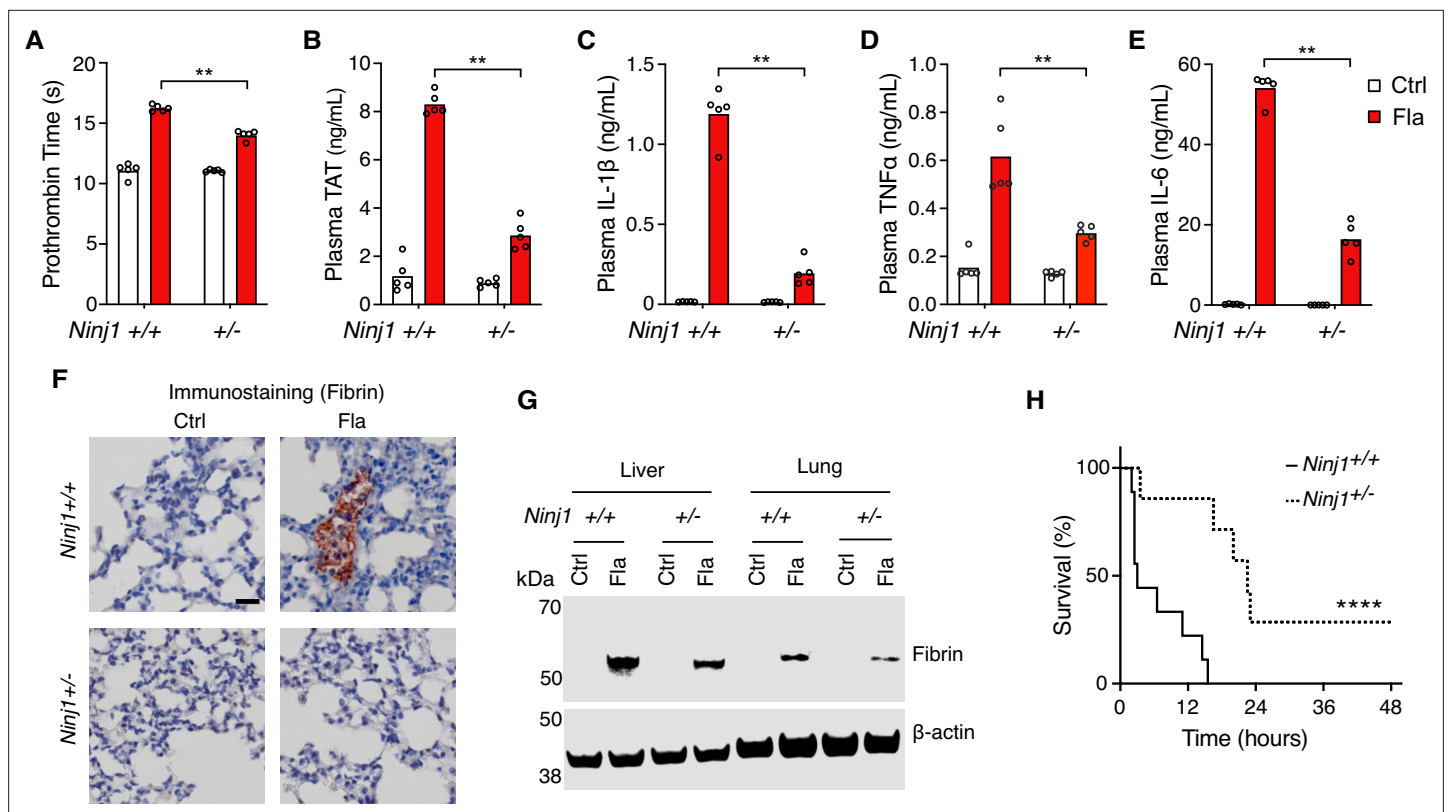 A
Prothrombin Time (s)
20
15
10
5
0
**
Ninj1 +/+ +/-
B
Plasma TAT (ng/mL)
10
8
6
4
2
0
**
Ninj1 +/+ +/-
C
Plasma IL-1β (ng/mL)
1.5
1.0
0.5
0
**
Ninj1 +/+ +/-
D
Plasma TNFα (ng/mL)
1.0
0.8
0.6
0.4
0.2
0.0
**
Ninj1 +/+ +/-
E
Plasma IL-6 (ng/mL)
60
40
20
0
**
Ninj1 +/+ +/-
Ctrl
Fla
F
Immunostaining (Fibrin)
Ctrl Fla
Ninj1+/+
Ninj1+/-
G
Liver Lung
Ninj1 +/+ +/- +/+ +/-
kDa Ctrl Fla Ctrl Fla Ctrl Fla Ctrl Fla
70
50
Fibrin
50
38
β-actin
H
Survival (%)
100
50
0
Ninj1+/+
Ninj1+/-
****
0 12 24 36 48
Time (hours)